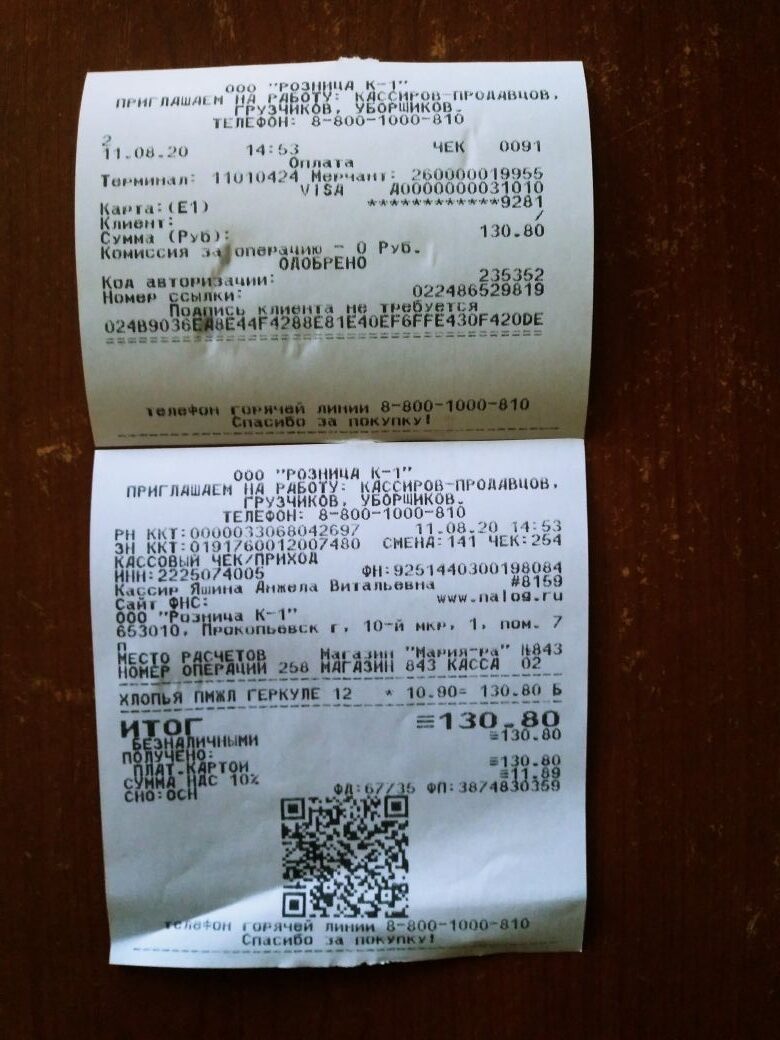 ООО "РОЗНИЦА К-1"
ПРИГЛАШАЕМ НА РАБОТУ: КАССИРОВ-ПРОДАВЦОВ,
ГРУЗЧИКОВ, УБОРЩИКОВ.
ТЕЛЕФОН: 8-800-1000-810
2
11.08.20 14:53 ЧЕК 0091
Оплата
Терминал: 11010424 Мерчант: 260000019955
VISA A0000000031010
Карта:(E1) ************9281
Клиент: /
Сумма (Руб): 130.80
Комиссия за операцию - 0 Руб.
ОДОБРЕНО
Код авторизации: 235352
Номер ссылки: 022486529819
Подпись клиента не требуется
024B9036EA8E44F4288E81E40EF6FFE430F420DE
телефон горячей линии 8-800-1000-810
Спасибо за покупку!
ООО "РОЗНИЦА К-1"
ПРИГЛАШАЕМ НА РАБОТУ: КАССИРОВ-ПРОДАВЦОВ,
ГРУЗЧИКОВ, УБОРЩИКОВ.
ТЕЛЕФОН: 8-800-1000-810
РН ККТ:0000033068042697 11.08.20 14:53
ЗН ККТ:0191760012007480 СМЕНА:141 ЧЕК:254
КАССОВЫЙ ЧЕК/ПРИХОД
ИНН:2225074005 ФН:9251440300198084
Кассир Яшина Анжела Витальевна #8159
Сайт ФНС: www.nalog.ru
ООО "Розница К-1"
653010, Прокопьевск г, 10-й мкр, 1, пом. 7
п
МЕСТО РАСЧЕТОВ Магазин "Мария-ра" №843
НОМЕР ОПЕРАЦИИ 258 МАГАЗИН 843 КАССА 02
ХЛОПЬЯ ПМЖЛ ГЕРКУЛЕ 12 * 10.90= 130.80 Б
ИТОГ ≡130.80
БЕЗНАЛИЧНЫМИ ≡130.80
ПОЛУЧЕНО:
ПЛАТ.КАРТОЙ ≡130.80
СУММА НДС 10% ≡11.89
СНО:ОСН ФД:67735 ФП:3874830359
телефон горячей линии 8-800-1000-810
Спасибо за покупку!